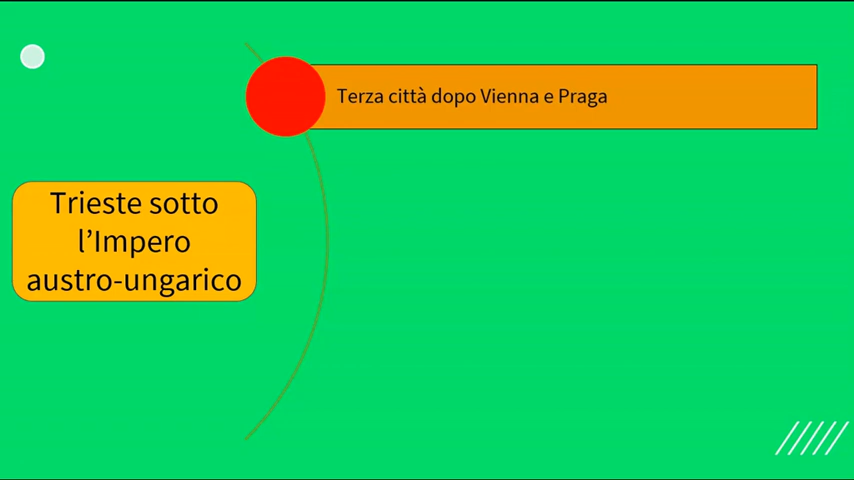 Terza città dopo Vienna e Praga
Trieste sotto
l’Impero
austro-ungarico